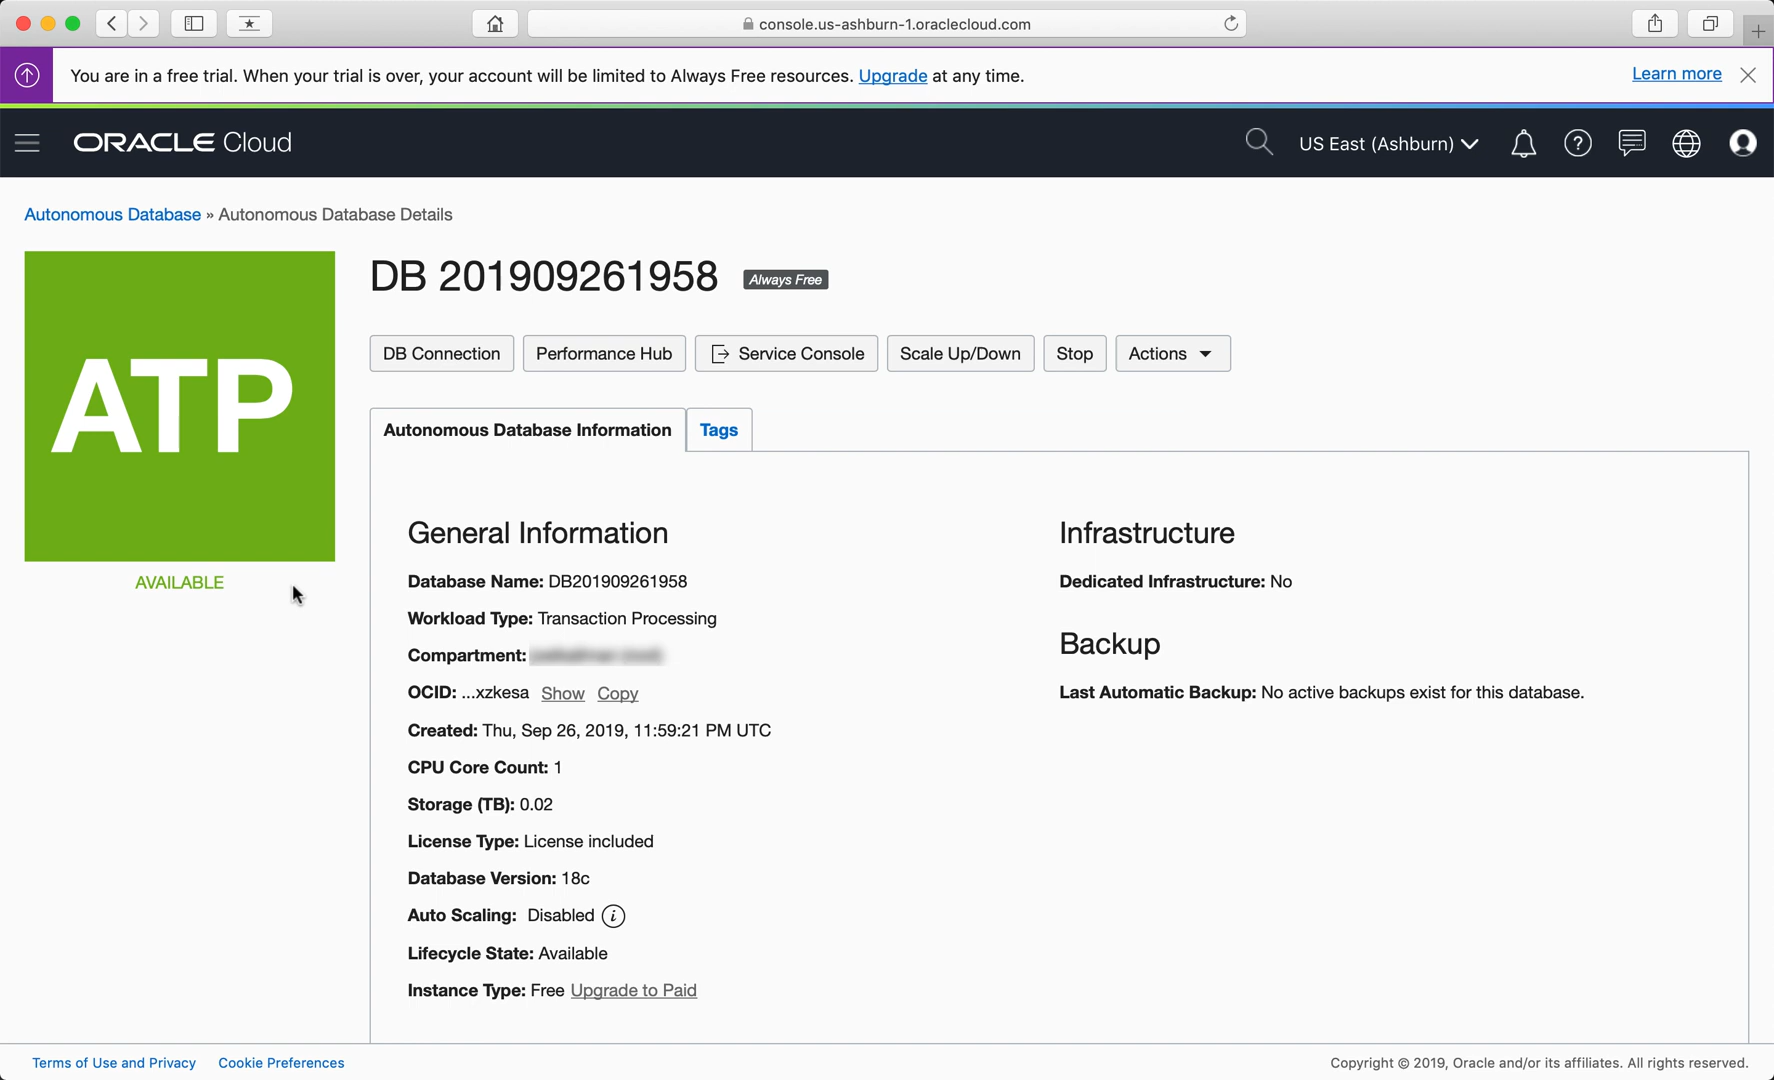 console.us-ashburn-1.oraclecloud.com
You are in a free trial. When your trial is over, your account will be limited to Always Free resources. Upgrade at any time.
Learn more
ORACLE Cloud
US East (Ashburn)
Autonomous Database » Autonomous Database Details
ATP
AVAILABLE
DB 201909261958
Always Free
DB Connection
Performance Hub
Service Console
Scale Up/Down
Stop
Actions
Autonomous Database Information
Tags
General Information
Database Name: DB201909261958
Workload Type: Transaction Processing
Compartment:
OCID: ...xzkesa Show Copy
Created: Thu, Sep 26, 2019, 11:59:21 PM UTC
CPU Core Count: 1
Storage (TB): 0.02
License Type: License included
Database Version: 18c
Auto Scaling: Disabled i
Lifecycle State: Available
Instance Type: Free Upgrade to Paid
Infrastructure
Dedicated Infrastructure: No
Backup
Last Automatic Backup: No active backups exist for this database.
Terms of Use and Privacy
Cookie Preferences
Copyright © 2019, Oracle and/or its affiliates. All rights reserved.